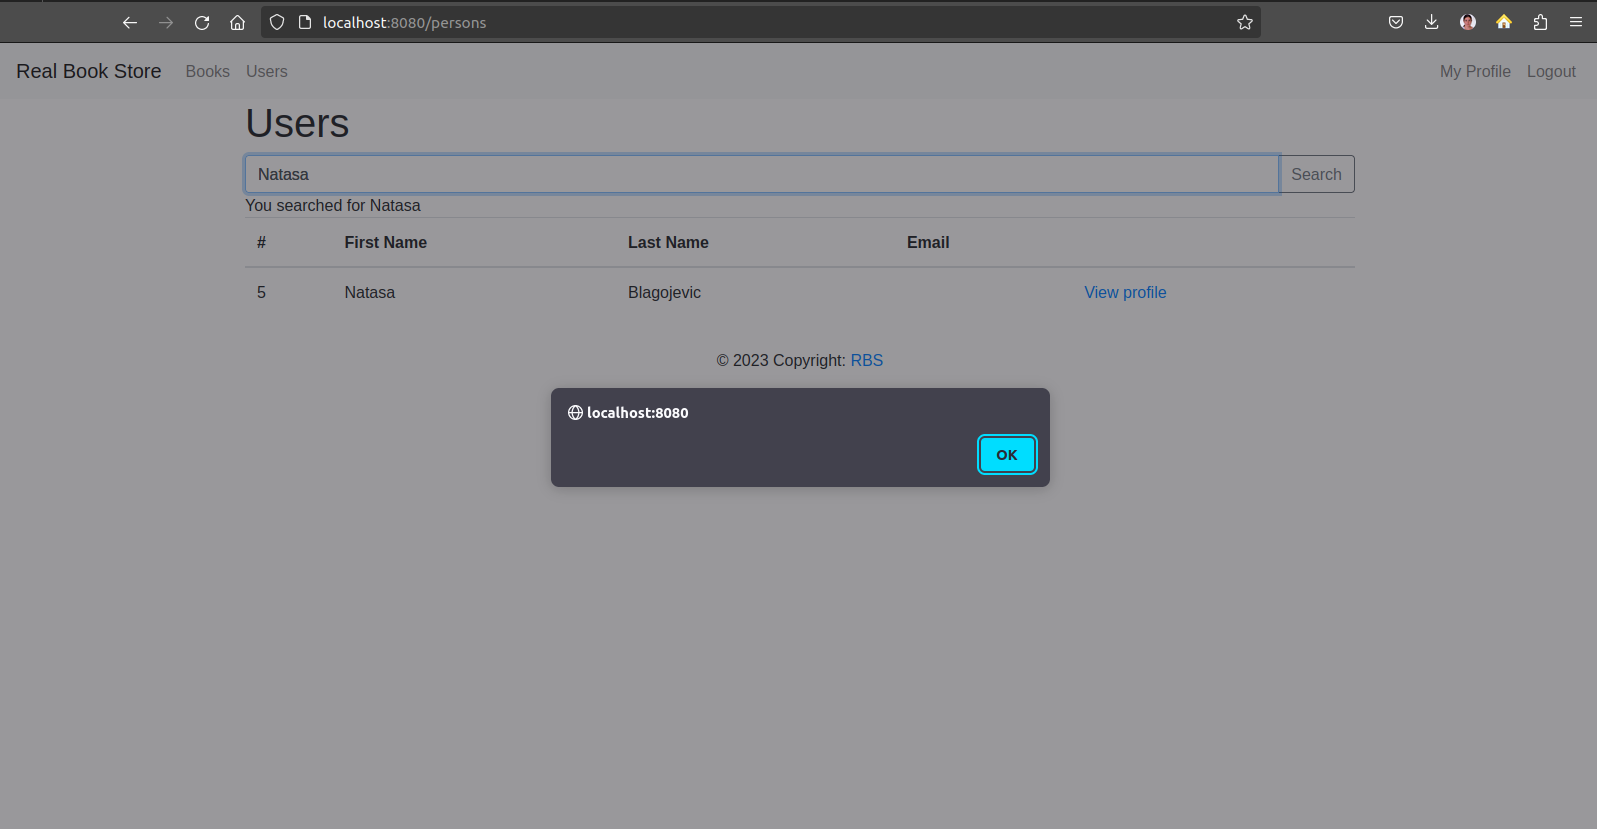 localhost:8080/persons
Real Book Store Books Users My Profile Logout
Users
Natasa Search
You searched for Natasa
# First Name Last Name Email
5 Natasa Blagojevic View profile
© 2023 Copyright: RBS
localhost:8080
OK